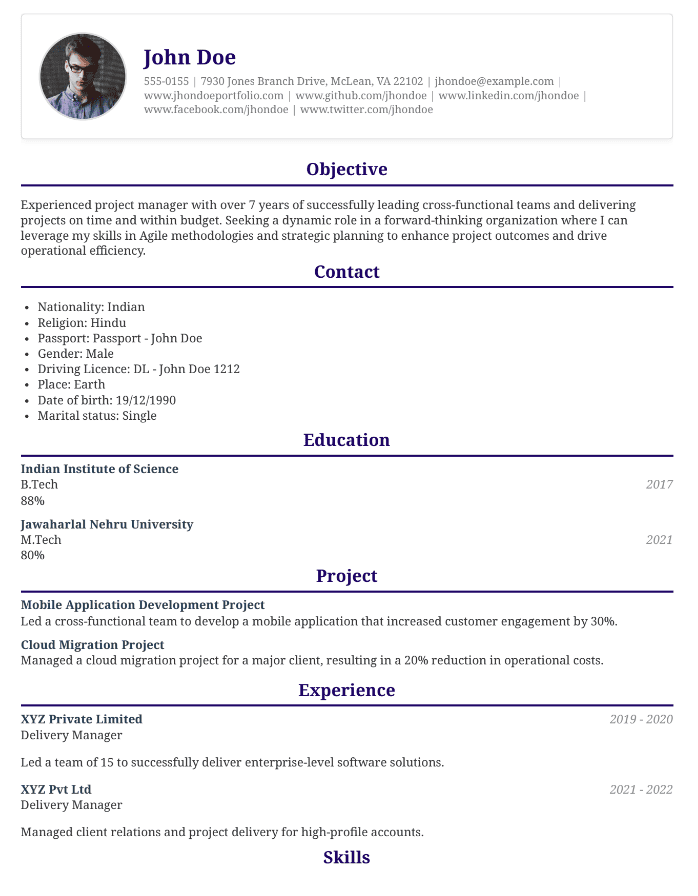 John Doe
555-0155 | 7930 Jones Branch Drive, McLean, VA 22102 | jhondoe@example.com |
www.jhondoeportfolio.com | www.github.com/jhondoe | www.linkedin.com/jhondoe |
www.facebook.com/jhondoe | www.twitter.com/jhondoe
Objective
Experienced project manager with over 7 years of successfully leading cross-functional teams and delivering
projects on time and within budget. Seeking a dynamic role in a forward-thinking organization where I can
leverage my skills in Agile methodologies and strategic planning to enhance project outcomes and drive
operational efficiency.
Contact
• Nationality: Indian
• Religion: Hindu
• Passport: Passport - John Doe
• Gender: Male
• Driving Licence: DL - John Doe 1212
• Place: Earth
• Date of birth: 19/12/1990
• Marital status: Single
Education
Indian Institute of Science
B.Tech 2017
88%
Jawaharlal Nehru University
M.Tech 2021
80%
Project
Mobile Application Development Project
Led a cross-functional team to develop a mobile application that increased customer engagement by 30%.
Cloud Migration Project
Managed a cloud migration project for a major client, resulting in a 20% reduction in operational costs.
Experience
XYZ Private Limited 2019 - 2020
Delivery Manager
Led a team of 15 to successfully deliver enterprise-level software solutions.
XYZ Pvt Ltd 2021 - 2022
Delivery Manager
Managed client relations and project delivery for high-profile accounts.
Skills